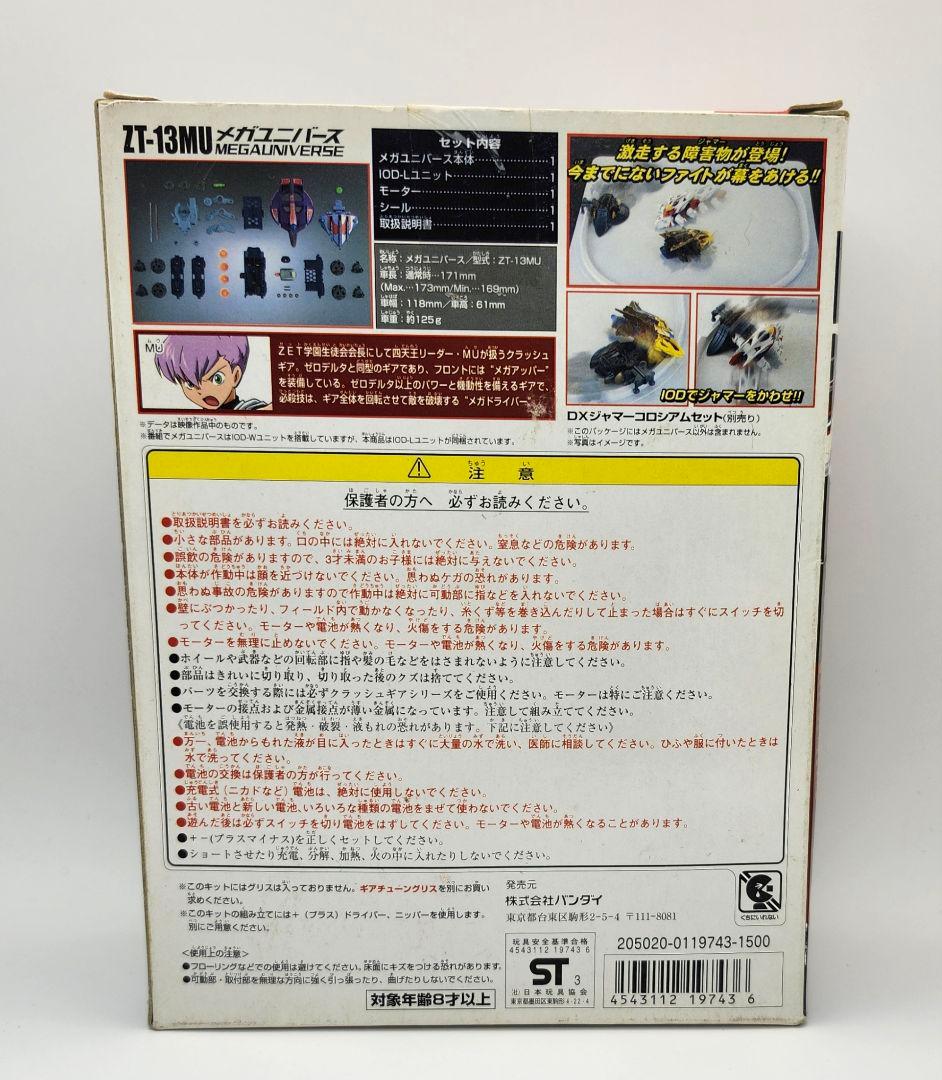 ZT-13MU メガユニバース
MEGAUNIVERSE
セット内容
メガユニバース本体…………1
IOD-Lユニット…………1
モーター…………1
シール…………1
取扱説明書…………1
名称：メガユニバース／型式：ZT-13MU
車長：通常時…171mm
(Max.…173mm/Min.…169mm)
車幅：118mm／車高：61mm
車重：約125g
激走する障害物が登場！
今までにないファイトが幕をあける!!
IODでジャマーをかわせ!!
DXジャマーコロシアムセット(別売り)
※このパッケージにはメガユニバース以外は含まれません。
※写真はイメージです。
MU
ZET学園生徒会会長にして四天王リーダー・MUが扱うクラッシュ
ギア。ゼロデルタと同型のギアであり、フロントには“メガアッパー”
を装備している。ゼロデルタ以上のパワーと機動性を備えるギアで、
必殺技は、ギア全体を回転させて敵を破壊する“メガドライバー”。
※データは映像作品中のものです。
※番組でメガユニバースはIOD-Wユニットを搭載していますが、本商品はIOD-Lユニットが同梱されています。
注意
保護者の方へ 必ずお読みください。
●取扱説明書を必ずお読みください。
●小さな部品があります。口の中には絶対に入れないでください。窒息などの危険があります。
●誤飲の危険がありますので、3才未満のお子様には絶対に与えないでください。
●本体が作動中は顔を近づけないでください。思わぬケガの恐れがあります。
●思わぬ事故の危険がありますので作動中は絶対に可動部に指などを入れないでください。
●壁にぶつかったり、フィールド内で動かなくなったり、糸くず等を巻き込んだりして止まった場合はすぐにスイッチを切
ってください。モーターや電池が熱くなり、火傷をする危険があります。
●モーターを無理に止めないでください。モーターや電池が熱くなり、火傷をする危険があります。
●ホイールや武器などの回転部に指や髪の毛などをはさまれないように注意してください。
●部品はきれいに切り取り、切り取った後のクズは捨ててください。
●パーツを交換する際には必ずクラッシュギアシリーズをご使用ください。モーターは特にご注意ください。
●モーターの接点および金属接点が薄い金属になっています。注意して組み立ててください。
《電池を誤使用すると発熱・破裂・液もれの恐れがあります。下記に注意してください》
●万一、電池からもれた液が目に入ったときはすぐに大量の水で洗い、医師に相談してください。ひふや服に付いたときは
水で洗ってください。
●電池の交換は保護者の方が行ってください。
●充電式（ニカドなど）電池は、絶対に使用しないでください。
●古い電池と新しい電池、いろいろな種類の電池をまぜて使わないでください。
●遊んだ後は必ずスイッチを切り電池をはずしてください。モーターや電池が熱くなることがあります。
●＋－(プラスマイナス)を正しくセットしてください。
●ショートさせたり充電、分解、加熱、火の中に入れたりしないでください。
※このキットにはグリスは入っておりません。ギアチューングリスを別にお買い
求めください。
※このキットの組み立てには＋（プラス）ドライバー、ニッパーを使用します。
別にご用意ください。
＜使用上の注意＞
●フローリングなどでの使用は避けてください。床面にキズをつける恐れがあります。
●可動部・取付部を無理な方向に強く引っ張ったり、曲げたりしないでください。
対象年齢8才以上
発売元
株式会社バンダイ
東京都台東区駒形2-5-4 〒111-8081
くちにいれない
玩具安全基準合格
4543112 19743 6
ST 3
(社)日本玩具協会
東京都墨田区東駒形4-22-4
205020-0119743-1500
4 543112 197436